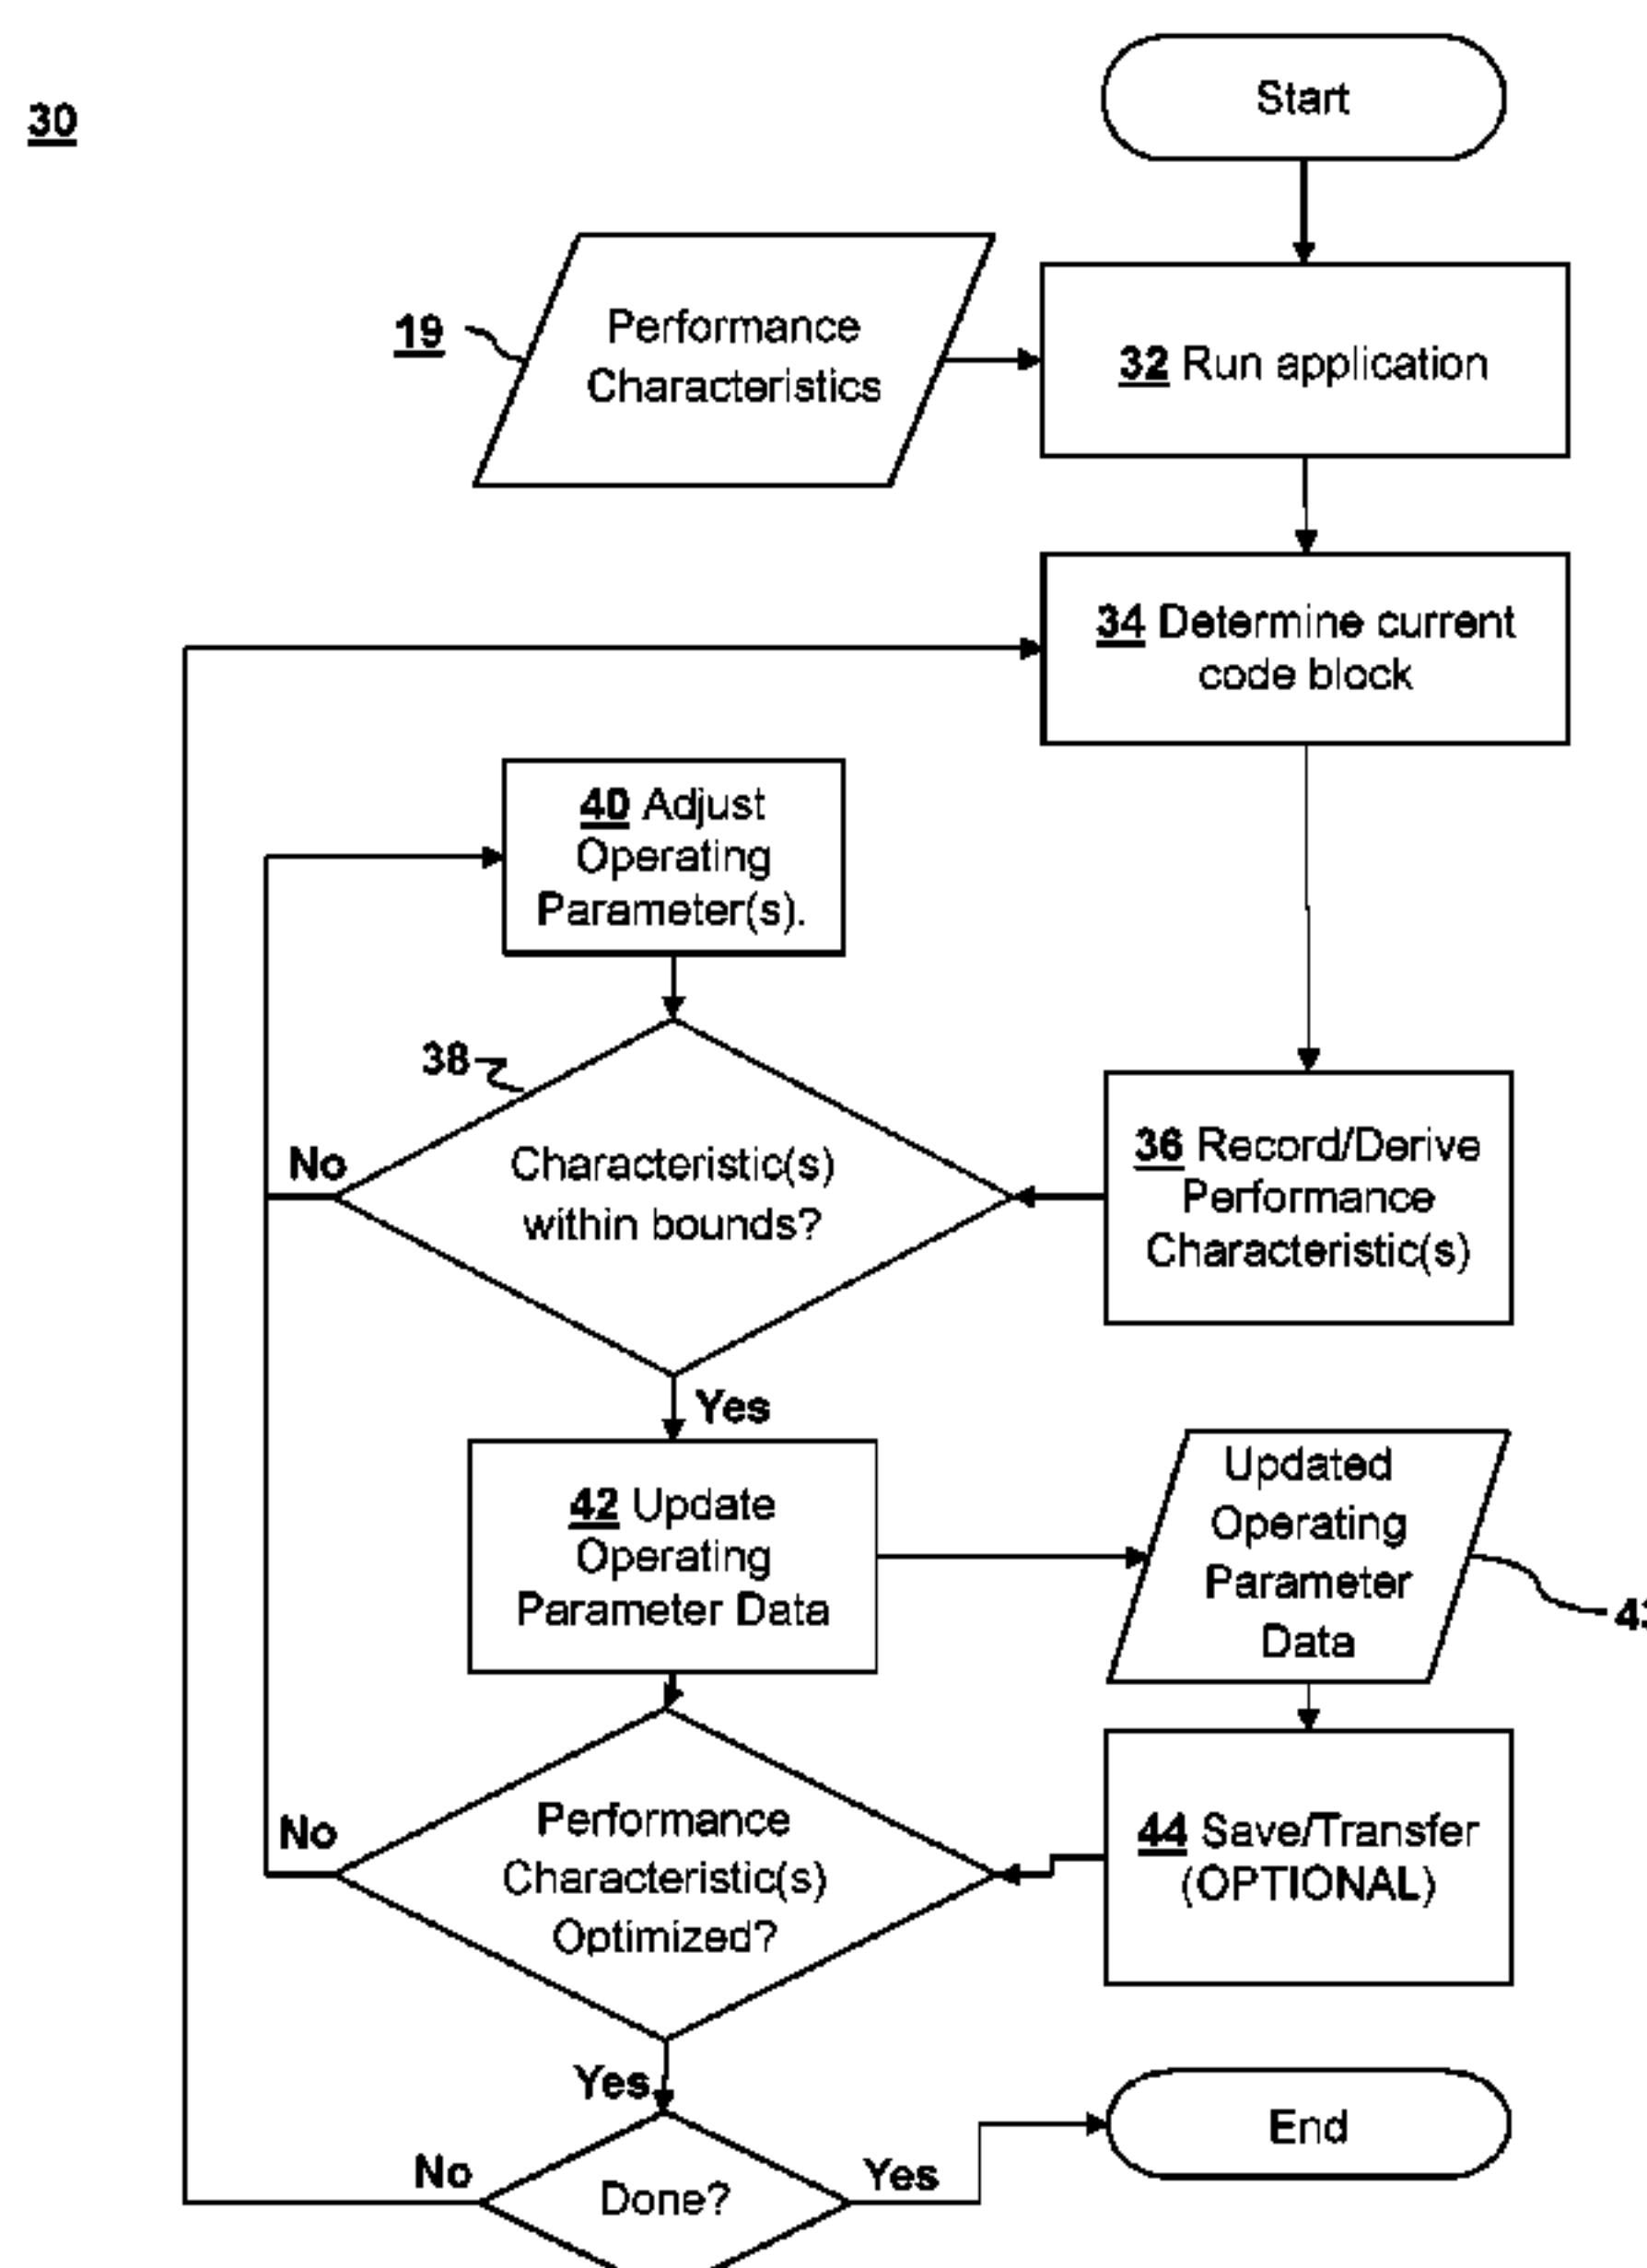 30
Start
19
Performance
Characteristics
32 Run application
34 Determine current
code block
40 Adjust
Operating
Parameter(s).
38
No
Characteristic(s)
within bounds?
36 Record/Derive
Performance
Characteristic(s)
Yes
42 Update
Operating
Parameter Data
Updated
Operating
Parameter
Data
No
Performance
Characteristic(s)
Optimized?
44 Save/Transfer
(OPTIONAL)
Yes
No
Done?
Yes
End